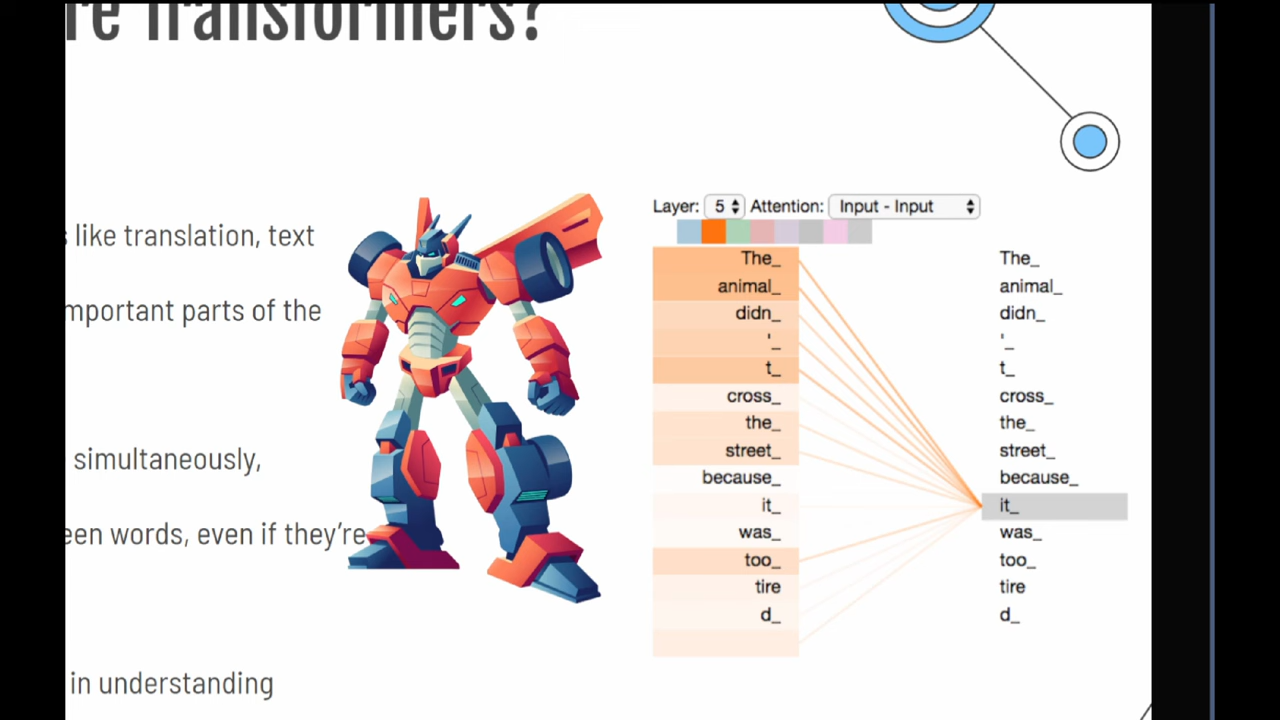 re Transformers?
like translation, text
mportant parts of the
simultaneously,
een words, even if they're
in understanding
Layer: 5 Attention: Input - Input
The_ The_
animal_ animal_
didn_ didn_
'_ '_
t_ t_
cross_ cross_
the_ the_
street_ street_
because_ because_
it_ it_
was_ was_
too_ too_
tire tire
d_ d_